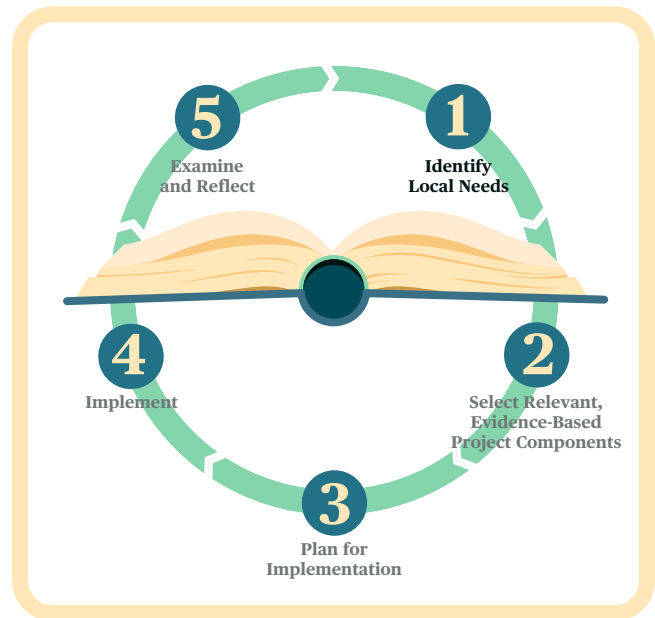 1
Identify
Local Needs
2
Select Relevant,
Evidence-Based
Project Components
3
Plan for
Implementation
4
Implement
5
Examine
and Reflect